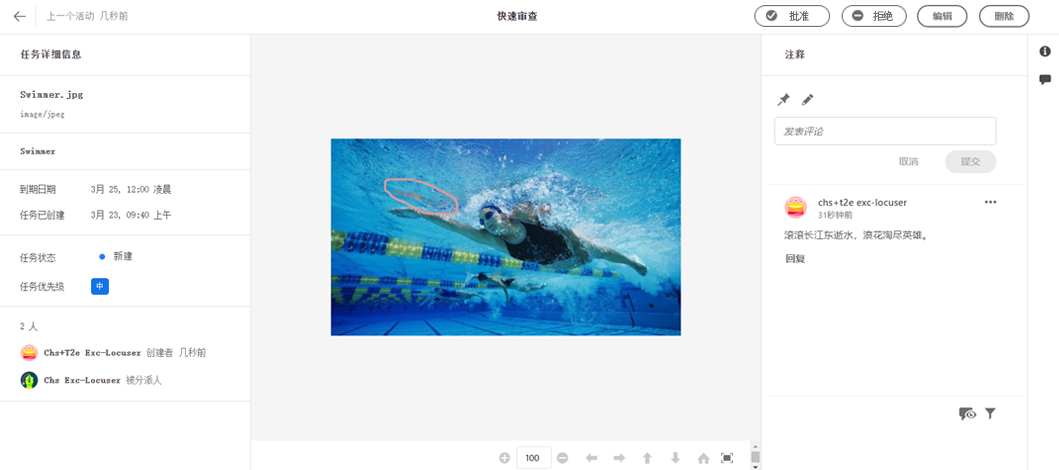 上一个活动 几秒前
快速审查
批准
拒绝
编辑
删除
任务详细信息
Swimmer.jpg
image/jpeg
Swimmer
到期日期 3月 25, 12:00 凌晨
任务已创建 3月 23, 09:40 上午
任务状态 新建
任务优先级 中
2 人
Chs+T2e Exc-Locuser 创建者 几秒前
Chs Exc-Locuser 被分派人
100
注释
发表评论
取消 提交
chs+t2e exc-locuser
31秒钟前
滚滚长江东逝水，浪花淘尽英雄。
回复